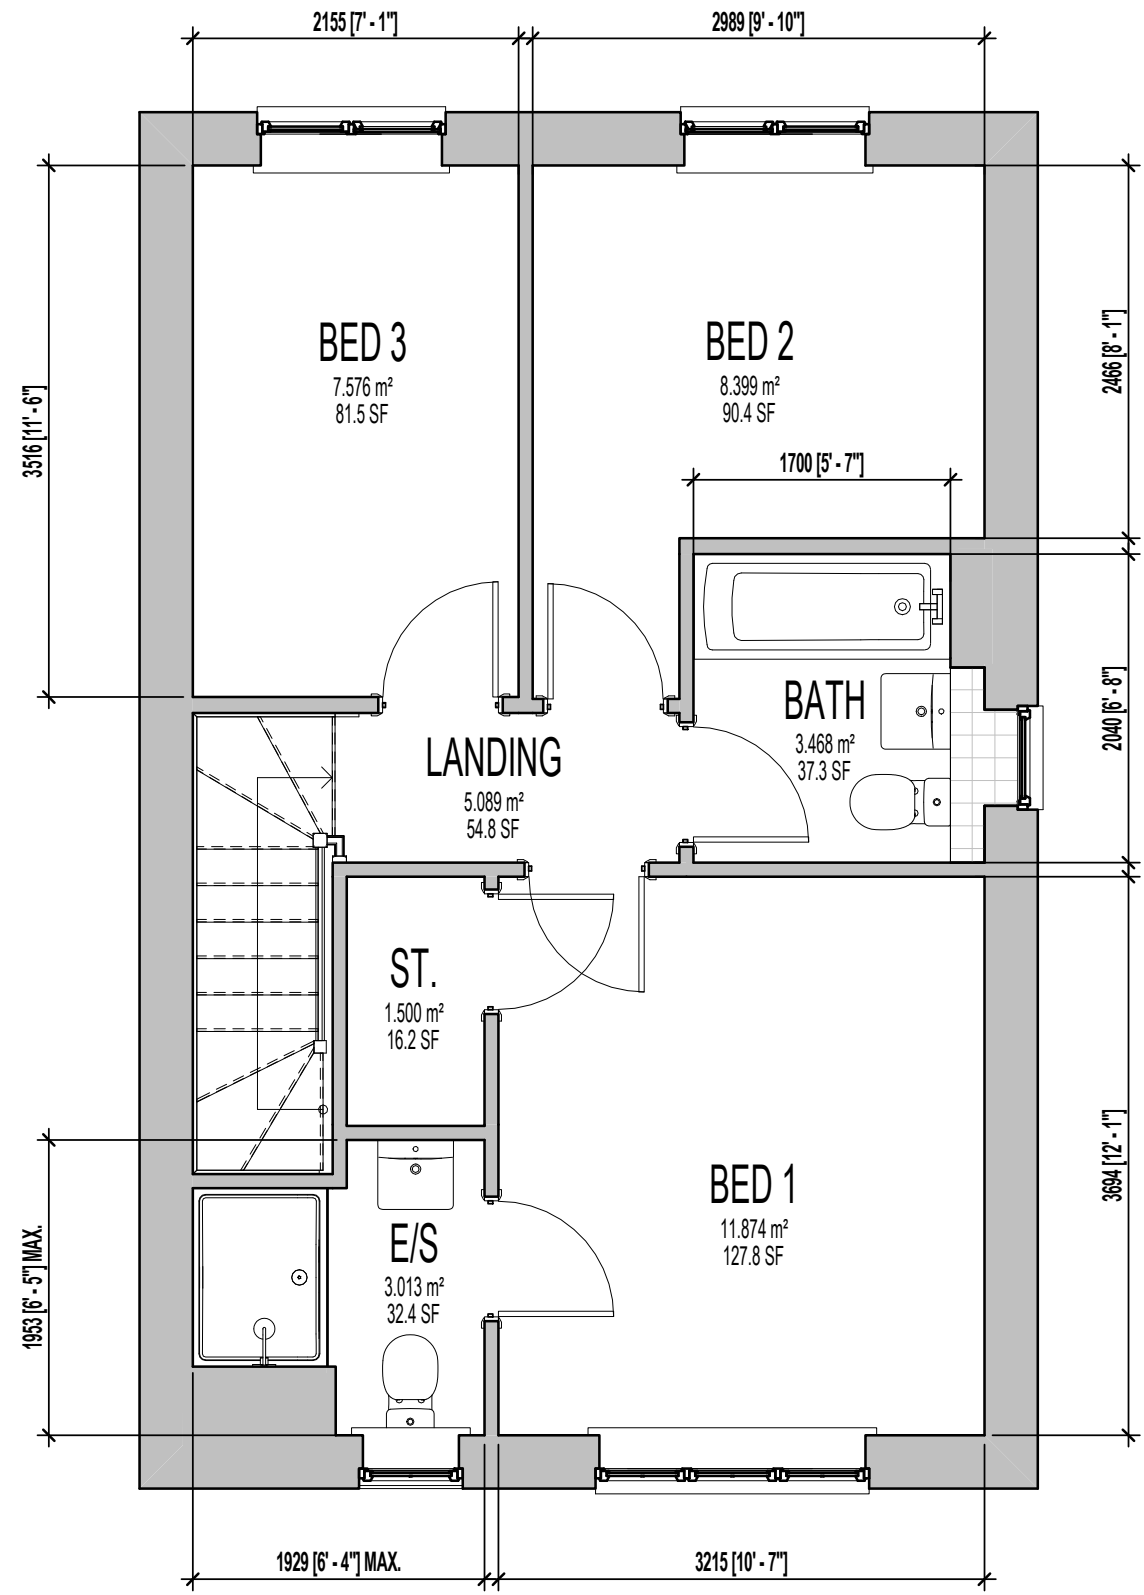 2155 [7' - 1"]
2989 [9' - 10"]
3516 [11' - 6"]
BED 3
7.576 m²
81.5 SF
BED 2
8.399 m²
90.4 SF
2466 [8' - 1"]
1700 [5' - 7"]
BATH
3.468 m²
37.3 SF
2040 [6' - 8"]
LANDING
5.089 m²
54.8 SF
ST.
1.500 m²
16.2 SF
BED 1
11.874 m²
127.8 SF
3694 [12' - 1"]
E/S
3.013 m²
32.4 SF
1953 [6' - 5"] MAX.
1929 [6' - 4"] MAX.
3215 [10' - 7"]